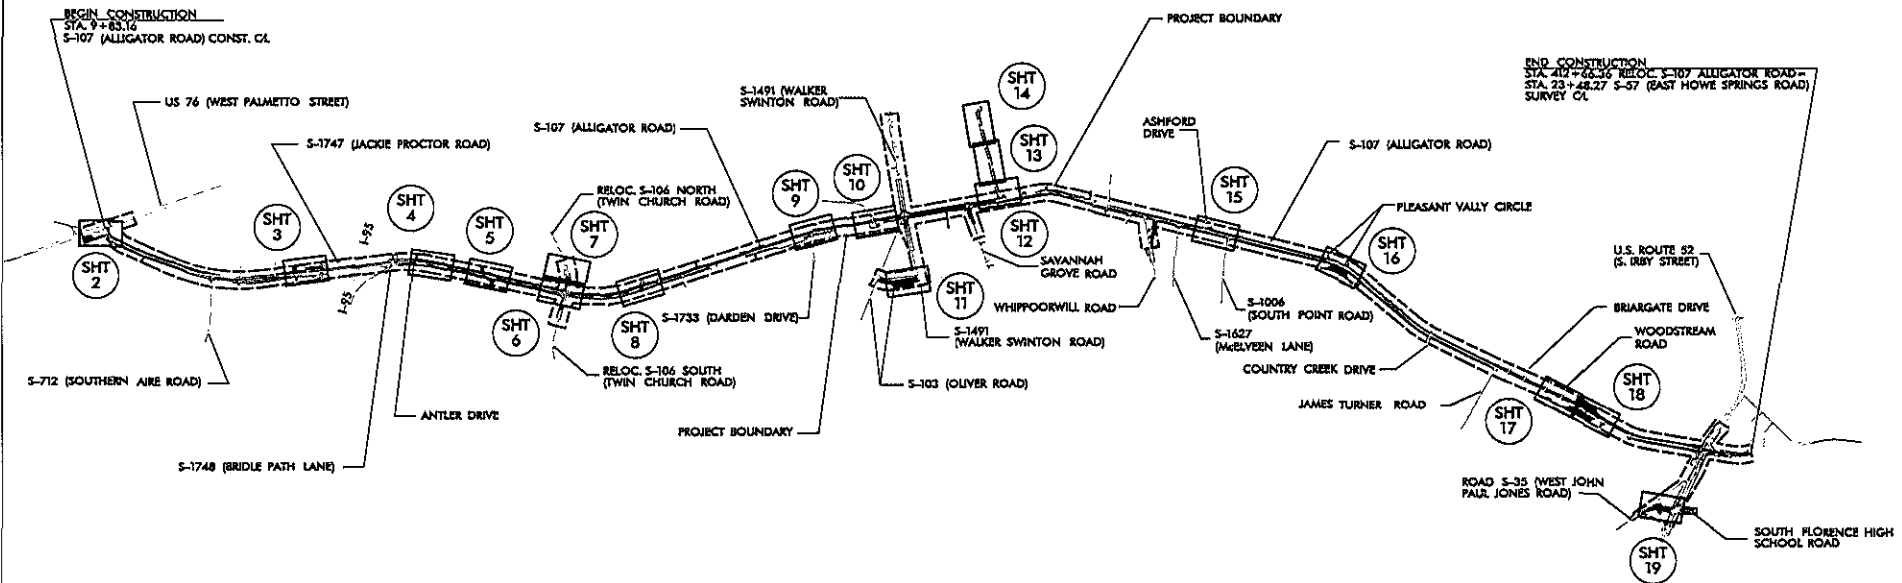 BEGIN CONSTRUCTION
STA. 9+83.16
S-107 (ALLIGATOR ROAD) CONST. C/L
US 76 (WEST PALMETTO STREET)
S-1747 (JACKIE PROCTOR ROAD)
SHT 2
SHT 3
I-95
I-95
SHT 4
SHT 5
S-712 (SOUTHERN AIRE ROAD)
S-1748 (BRIDLE PATH LANE)
ANTLER DRIVE
S-107 (ALLIGATOR ROAD)
RELOC. S-106 NORTH
(TWIN CHURCH ROAD)
SHT 7
SHT 6
SHT 8
RELOC. S-106 SOUTH
(TWIN CHURCH ROAD)
S-1733 (DARDEN DRIVE)
PROJECT BOUNDARY
SHT 9
SHT 10
S-1491 (WALKER
SWINTON ROAD)
SHT 11
S-1491
(WALKER SWINTON ROAD)
S-103 (OLIVER ROAD)
SHT 14
SHT 13
SHT 12
SAVANNAH
GROVE ROAD
PROJECT BOUNDARY
WHIPPOORWILL ROAD
ASHFORD
DRIVE
SHT 15
S-1006
(SOUTH POINT ROAD)
S-1627
(McELVEEN LANE)
S-107 (ALLIGATOR ROAD)
PLEASANT VALLY CIRCLE
SHT 16
COUNTRY CREEK DRIVE
JAMES TURNER ROAD
SHT 17
BRIARGATE DRIVE
WOODSTREAM
ROAD
SHT 18
U.S. ROUTE 52
(S. IRBY STREET)
END CONSTRUCTION
STA. 412+66.36 RELOC. S-107 ALLIGATOR ROAD=
STA. 23+48.27 S-57 (EAST HOWE SPRINGS ROAD)
SURVEY C/L
ROAD S-35 (WEST JOHN
PAUL JONES ROAD)
SHT 19
SOUTH FLORENCE HIGH
SCHOOL ROAD